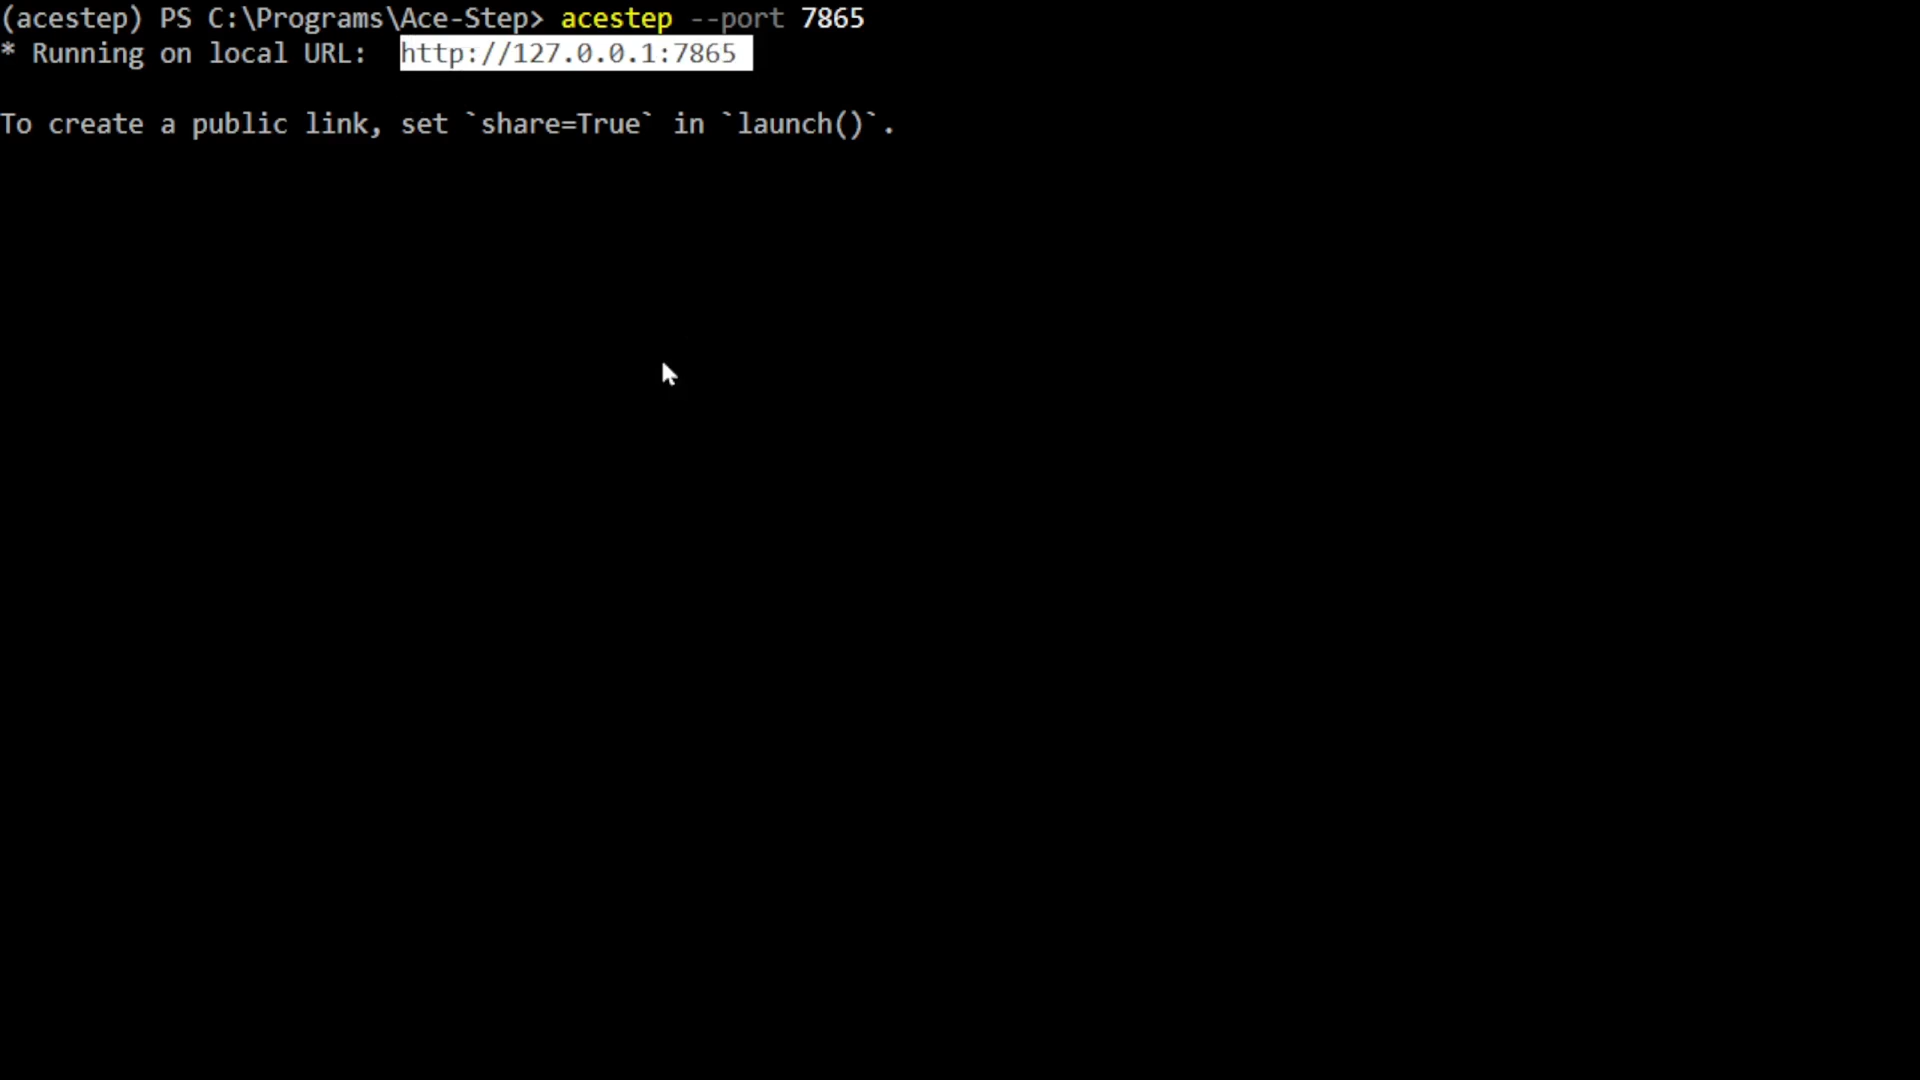 (acestep) PS C:\Programs\Ace-Step> acestep --port 7865
* Running on local URL:  http://127.0.0.1:7865
To create a public link, set `share=True` in `launch()`.